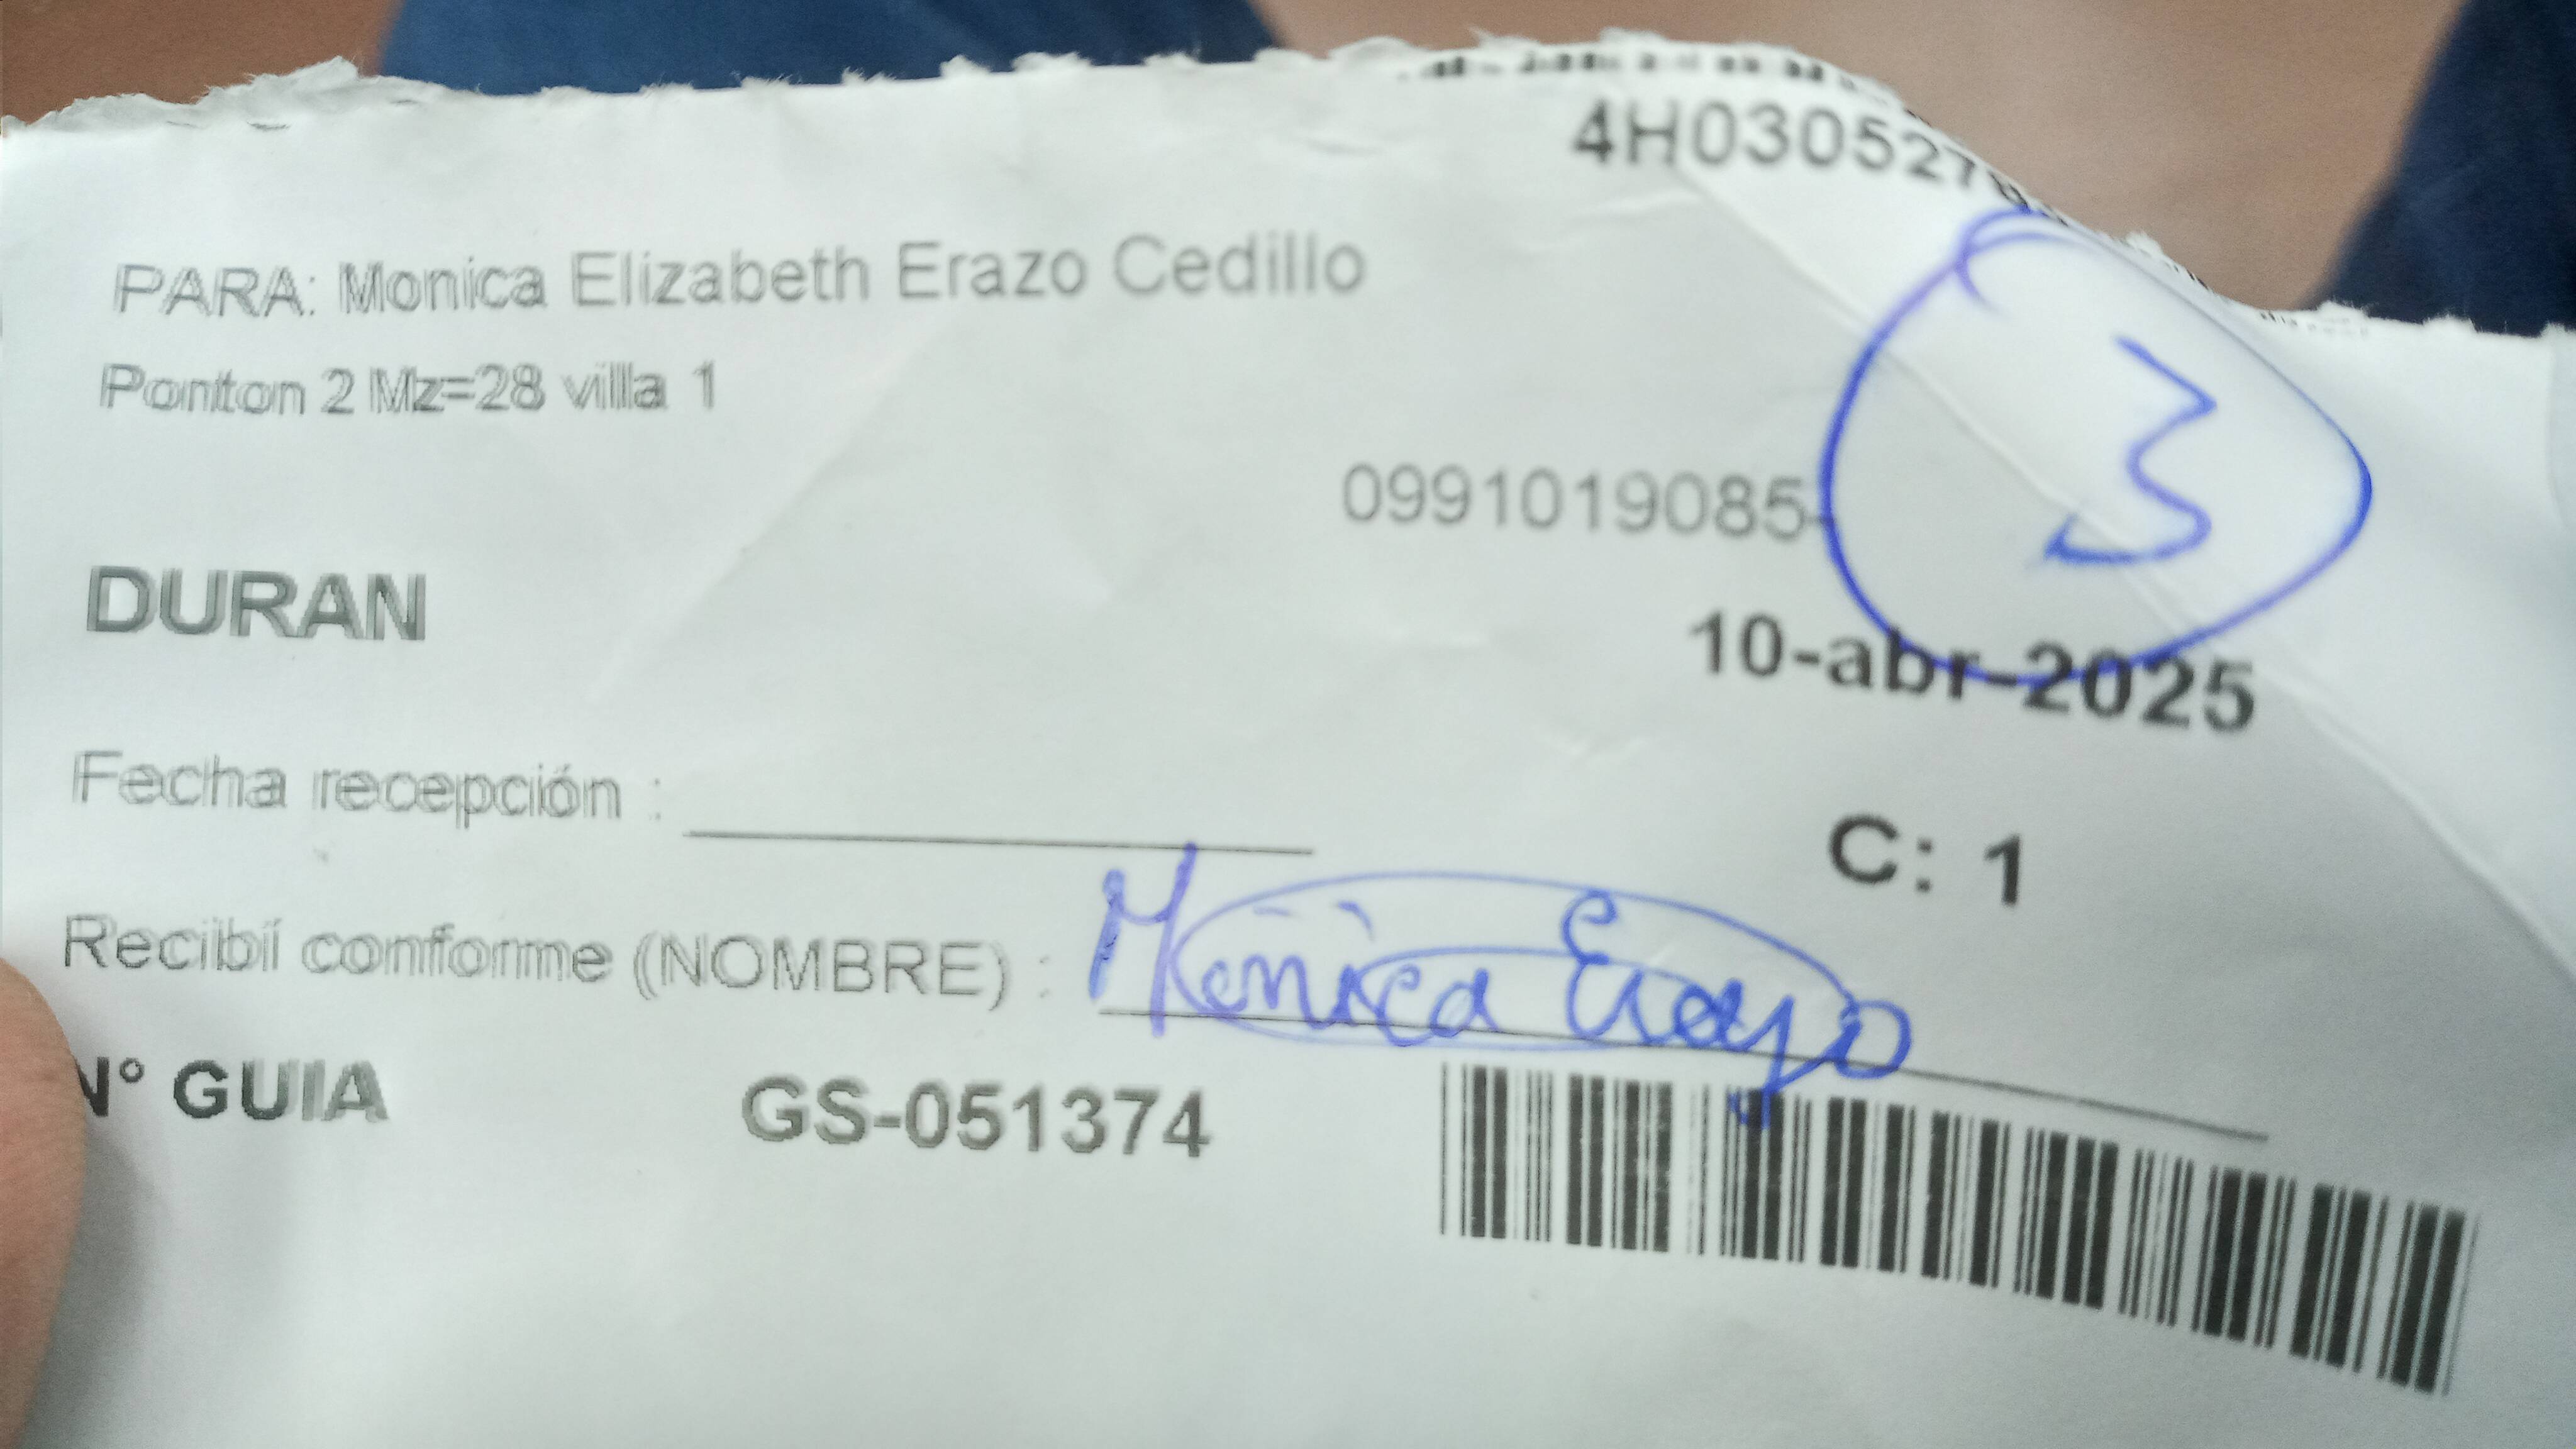 4H030527
3
PARA: Monica Elizabeth Erazo Cedillo
Ponton 2 Mz=28 villa 1
0991019085-
DURAN
10-abr-2025
Fecha recepción :
C: 1
Recibí conforme (NOMBRE) : Monica Erazo
N° GUIA GS-051374